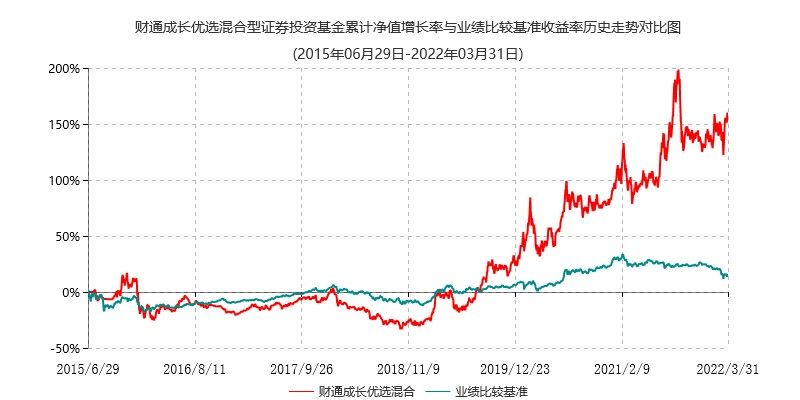 财通成长优选混合型证券投资基金累计净值增长率与业绩比较基准收益率历史走势对比图
(2015年06月29日-2022年03月31日)
200%
150%
100%
50%
0%
-50%
2015/6/29 2016/8/11 2017/9/26 2018/11/9 2019/12/23 2021/2/9 2022/3/31
财通成长优选混合 业绩比较基准